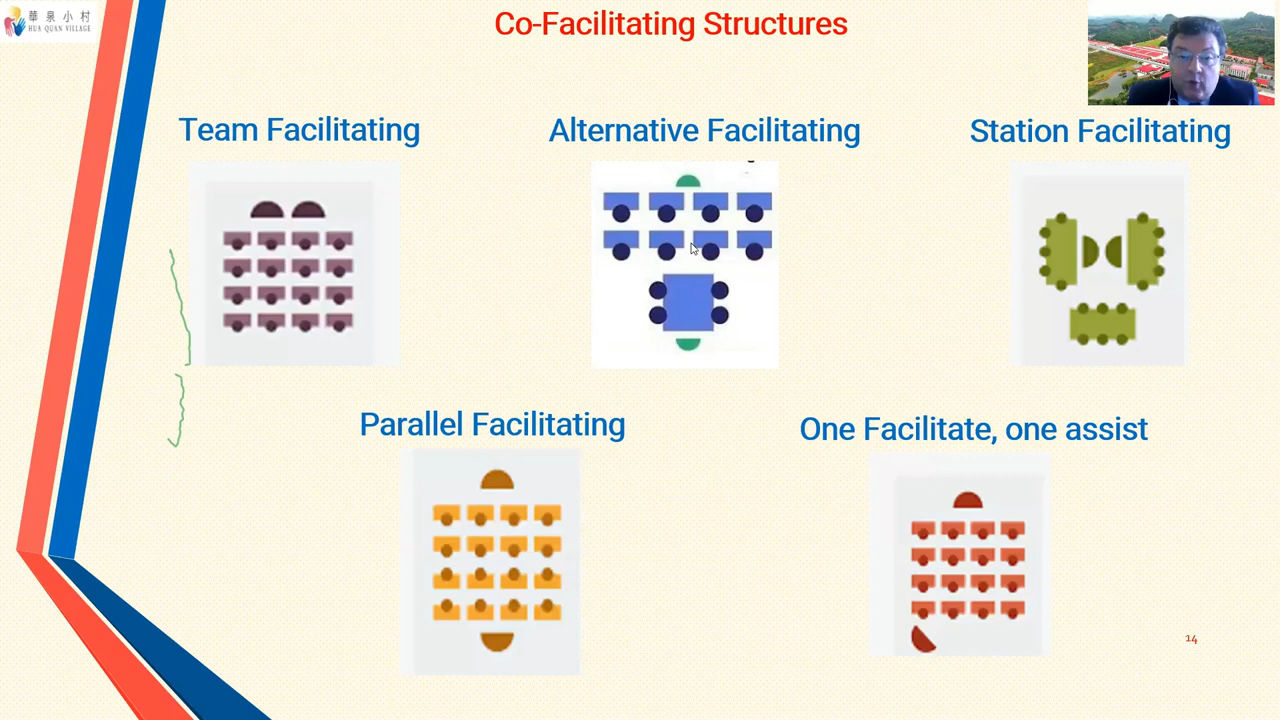 華泉小村
HUA QUAN VILLAGE
Co-Facilitating Structures
Team Facilitating
Alternative Facilitating
Station Facilitating
Parallel Facilitating
One Facilitate, one assist
14